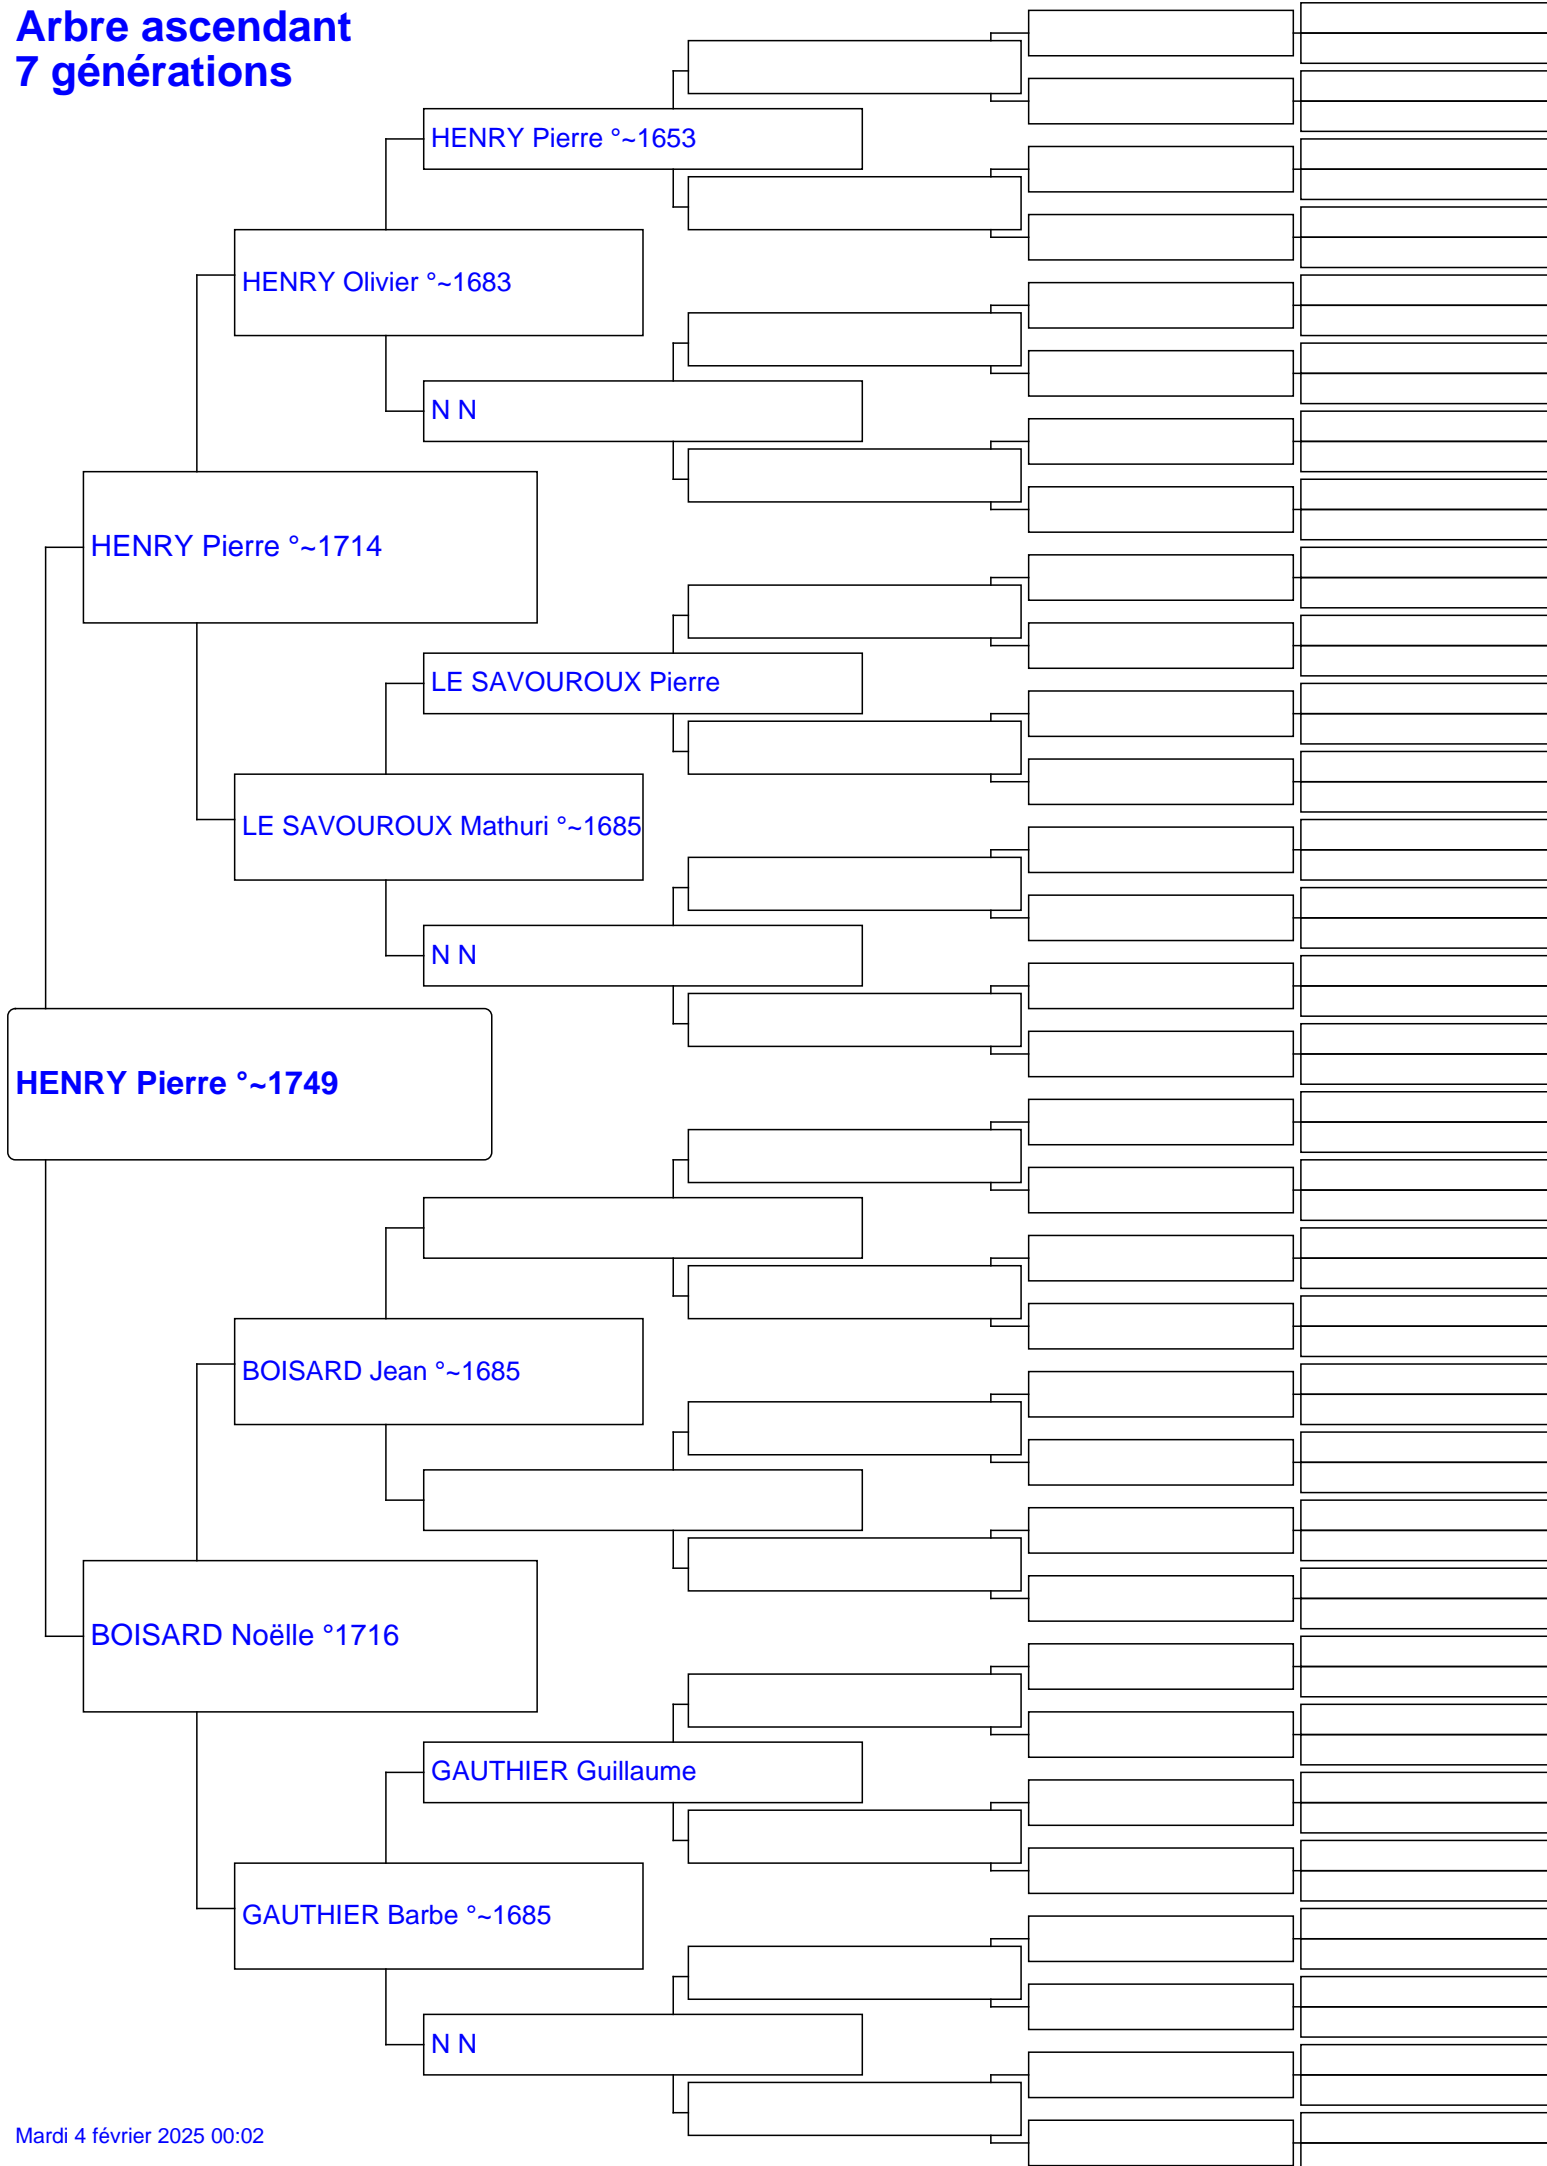 Arbre ascendant
7 générations
HENRY Pierre °~1653
HENRY Olivier °~1683
N N
HENRY Pierre °~1714
LE SAVOUROUX Pierre
LE SAVOUROUX Mathuri °~1685
N N
HENRY Pierre °~1749
BOISARD Jean °~1685
BOISARD Noëlle °1716
GAUTHIER Guillaume
GAUTHIER Barbe °~1685
N N
Mardi 4 février 2025 00:02